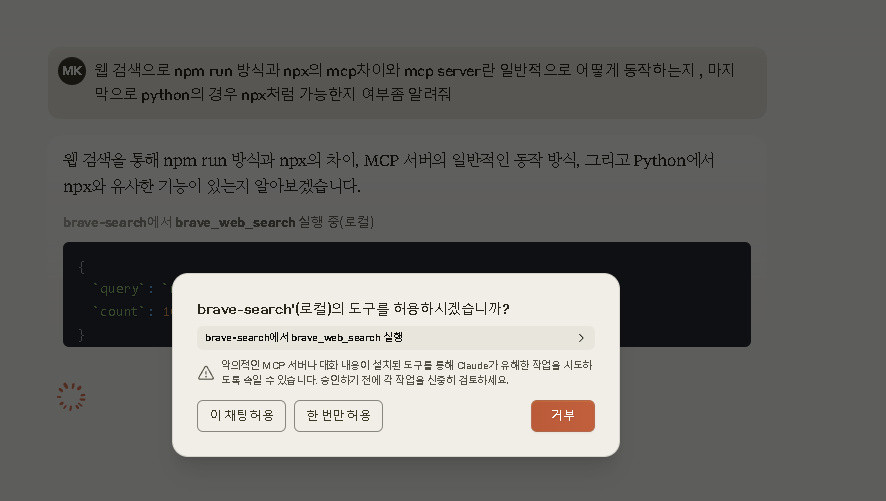 MK
웹 검색으로 npm run 방식과 npx의 mcp차이와 mcp server란 일반적으로 어떻게 동작하는지 , 마지
막으로 python의 경우 npx처럼 가능한지 여부좀 알려줘
웹 검색을 통해 npm run 방식과 npx의 차이, MCP 서버의 일반적인 동작 방식, 그리고 Python에서
npx와 유사한 기능이 있는지 알아보겠습니다.
brave-search에서 brave_web_search 실행 중(로컬)
{
`query`: `
`count`: 1
}
brave-search'(로컬)의 도구를 허용하시겠습니까?
brave-search에서 brave_web_search 실행
악의적인 MCP 서버나 대화 내용이 설치된 도구를 통해 Claude가 유해한 작업을 시도하
도록 속일 수 있습니다. 승인하기 전에 각 작업을 신중히 검토하세요.
이 채팅 허용
한 번만 허용
거부